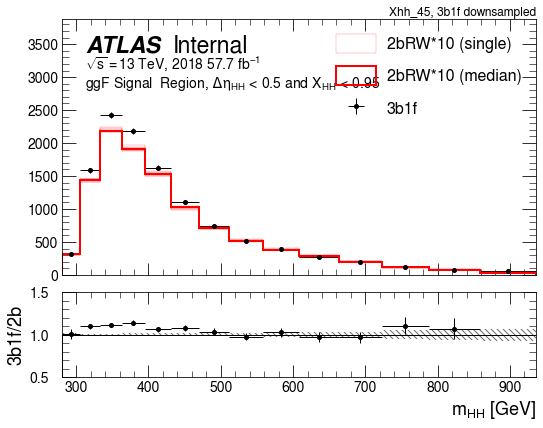 Xhh_45, 3b1f downsampled
ATLAS Internal
√s = 13 TeV, 2018 57.7 fb⁻¹
ggF Signal Region, Δη_HH < 0.5 and X_HH < 0.95
2bRW*10 (single)
2bRW*10 (median)
3b1f
3500
3000
2500
2000
1500
1000
500
0
3b1f/2b
1.5
1.0
0.5
300 400 500 600 700 800 900
m_HH [GeV]